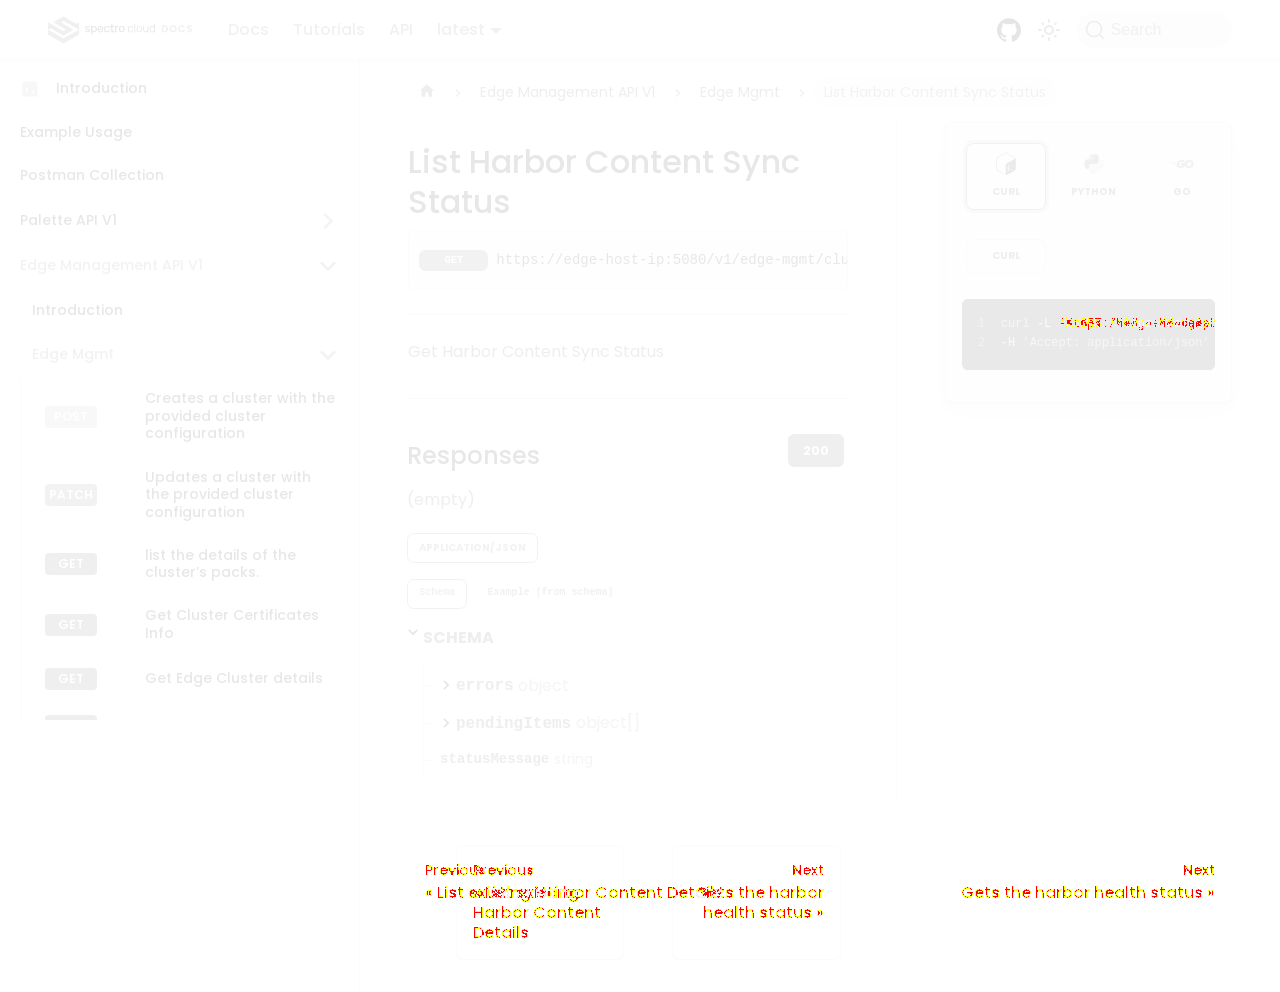 spectro cloud DOCS
Docs
Tutorials
API
latest
Search
Introduction
Example Usage
Postman Collection
Palette API V1
Edge Management API V1
Introduction
Edge Mgmt
POST
Creates a cluster with the
provided cluster
configuration
PATCH
Updates a cluster with
the provided cluster
configuration
GET
list the details of the
cluster's packs.
GET
Get Cluster Certificates
Info
GET
Get Edge Cluster details
Edge Management API V1
Edge Mgmt
List Harbor Content Sync Status
List Harbor Content Sync
Status
GET https://edge-host-ip:5080/v1/edge-mgmt/clu
Get Harbor Content Sync Status
Responses
200
(empty)
APPLICATION/JSON
Schema
Example (from schema)
SCHEMA
errors object
pendingItems object[]
statusMessage string
CURL
PYTHON
GO
CURL
1 curl -L
2 -H 'Accept: application/json'
Previous
Previous
Harbor Content
Details
Next
health status »
Next
Gets the harbor health status »